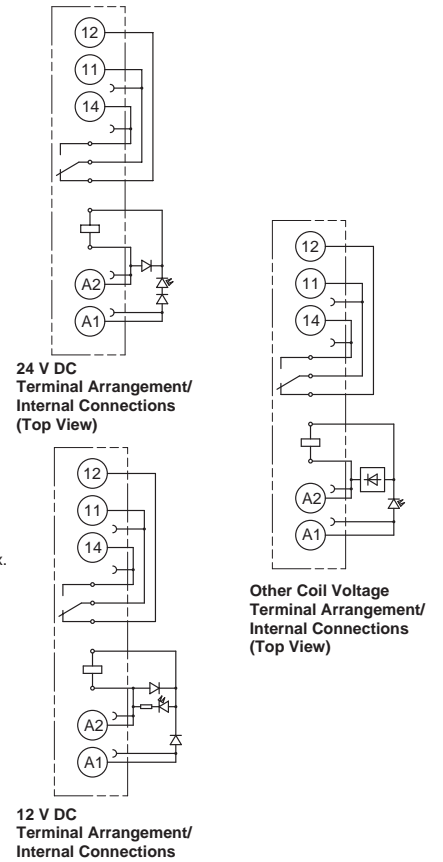 12
11
14
A2
A1
24 V DC
Terminal Arrangement/
Internal Connections
(Top View)
12
11
14
A2
A1
Other Coil Voltage
Terminal Arrangement/
Internal Connections
(Top View)
12
11
14
A2
A1
12 V DC
Terminal Arrangement/
Internal Connections